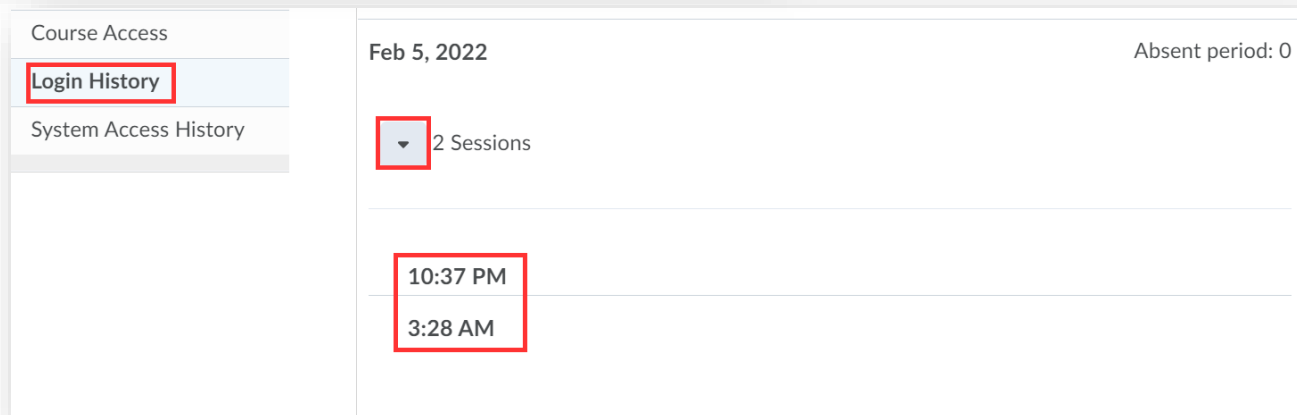 Course Access
Login History
System Access History
Feb 5, 2022
Absent period: 0
2 Sessions
10:37 PM
3:28 AM